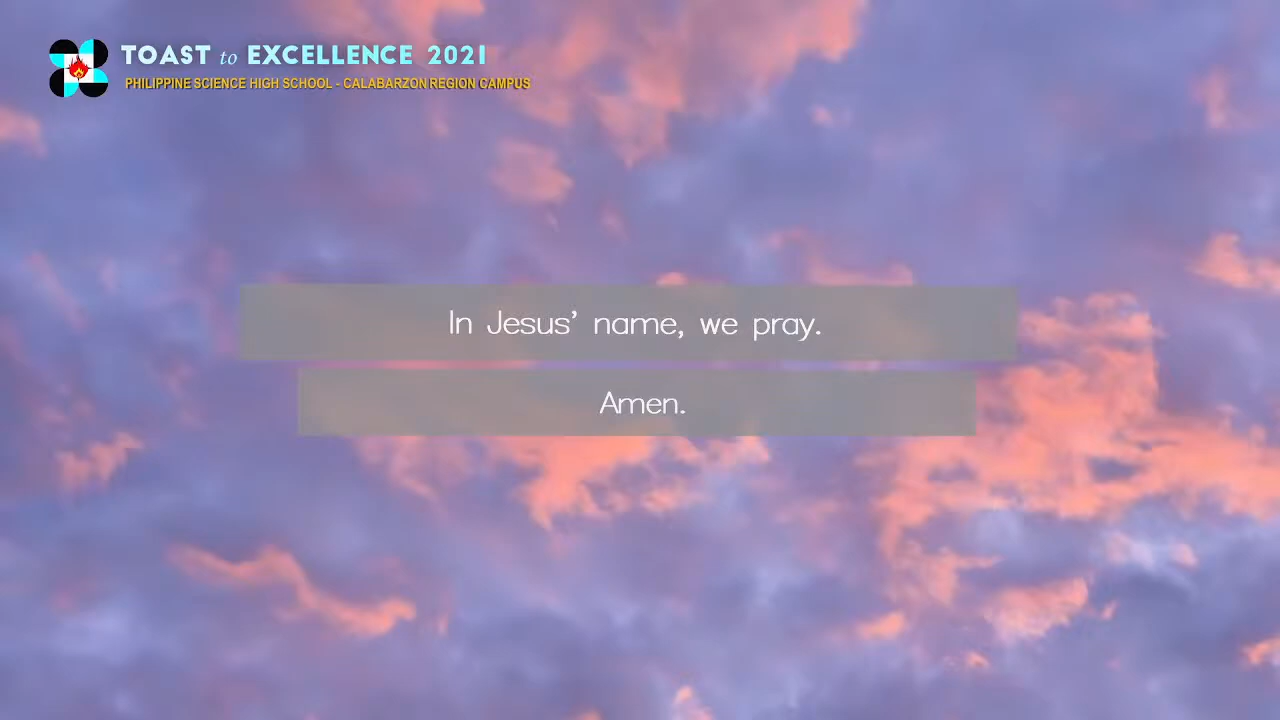 TOAST to EXCELLENCE 2021
PHILIPPINE SCIENCE HIGH SCHOOL - CALABARZON REGION CAMPUS
In Jesus’ name, we pray.
Amen.